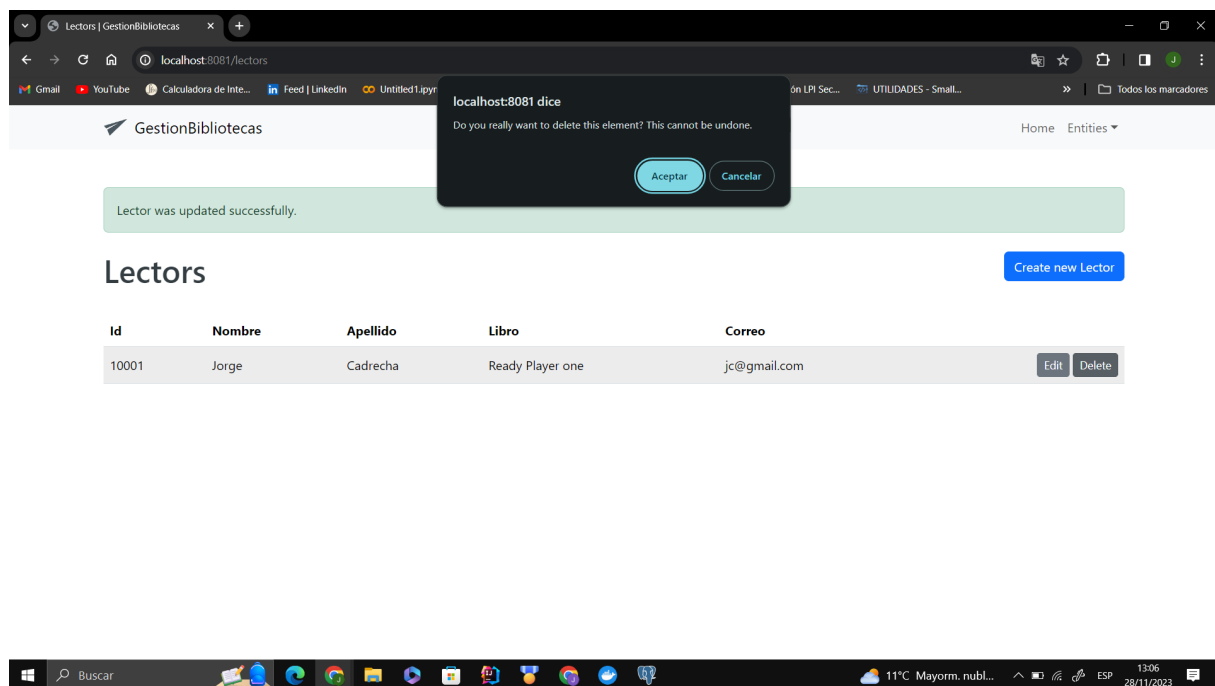 Lectors | GestionBibliotecas
localhost:8081/lectors
J
Gmail YouTube Calculadora de Inte... Feed | LinkedIn Untitled1.ipyn ón LPI Sec... UTILIDADES - Small... » Todos los marcadores
localhost:8081 dice
Do you really want to delete this element? This cannot be undone.
Aceptar Cancelar
GestionBibliotecas Home Entities
Lector was updated successfully.
Lectors Create new Lector
Id Nombre Apellido Libro Correo
10001 Jorge Cadrecha Ready Player one jc@gmail.com Edit Delete
Buscar 11°C Mayorm. nubl... ESP 13:06
28/11/2023